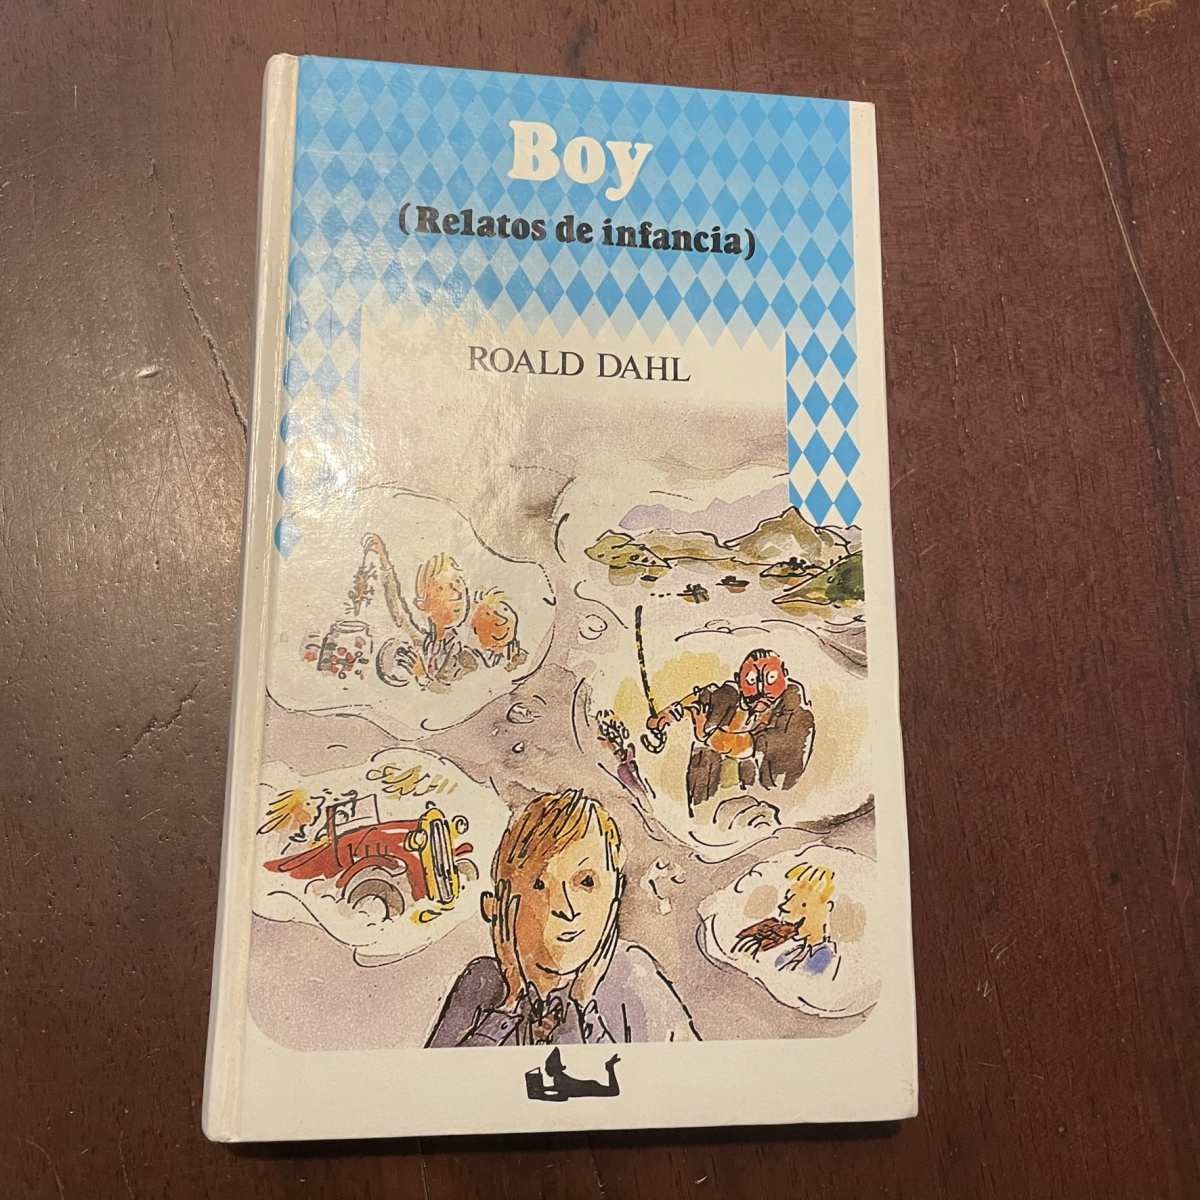 Boy
(Relatos de infancia)
ROALD DAHL